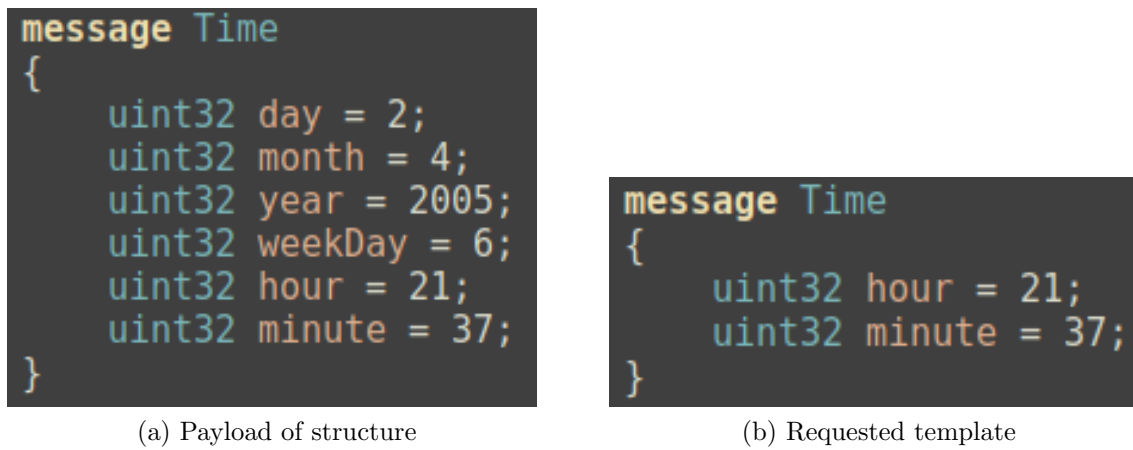 message Time
{
uint32 day = 2;
uint32 month = 4;
uint32 year = 2005;
uint32 weekDay = 6;
uint32 hour = 21;
uint32 minute = 37;
}
(a) Payload of structure
message Time
{
uint32 hour = 21;
uint32 minute = 37;
}
(b) Requested template